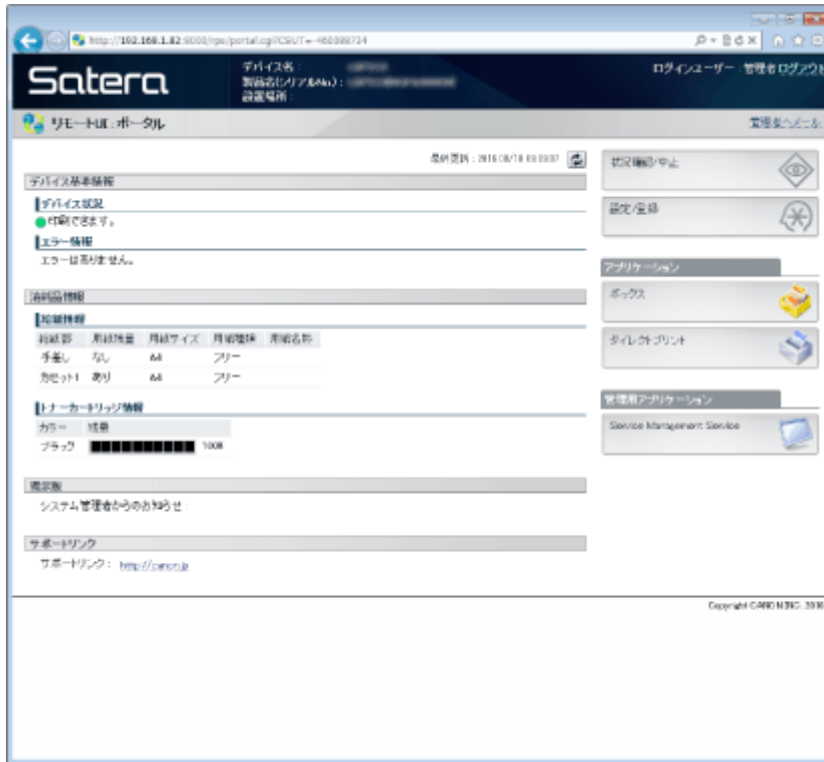 http://192.168.1.82:8000/rps/portal.cgi?CSUT=-460088734
Satera
デバイス名 :
製品名(シリアルNo) :
設置場所 :
ログインユーザー : 管理者 ログアウト
リモートUI : ポータル
管理者へメール
最終更新 :
デバイス基本情報
デバイス状況
印刷できます。
エラー情報
エラーはありません。
消耗品情報
給紙情報
給紙部 用紙残量 用紙サイズ 用紙種類 用紙名称
手差し なし A4 フリー
カセット1 あり A4 フリー
トナーカートリッジ情報
カラー 残量
ブラック 100%
掲示板
システム管理者からのお知らせ :
サポートリンク
サポートリンク : http://canon.jp
状況確認/中止
設定/登録
アプリケーション
ボックス
ダイレクトプリント
管理用アプリケーション
Service Management Service
Copyright CANON INC. 2016